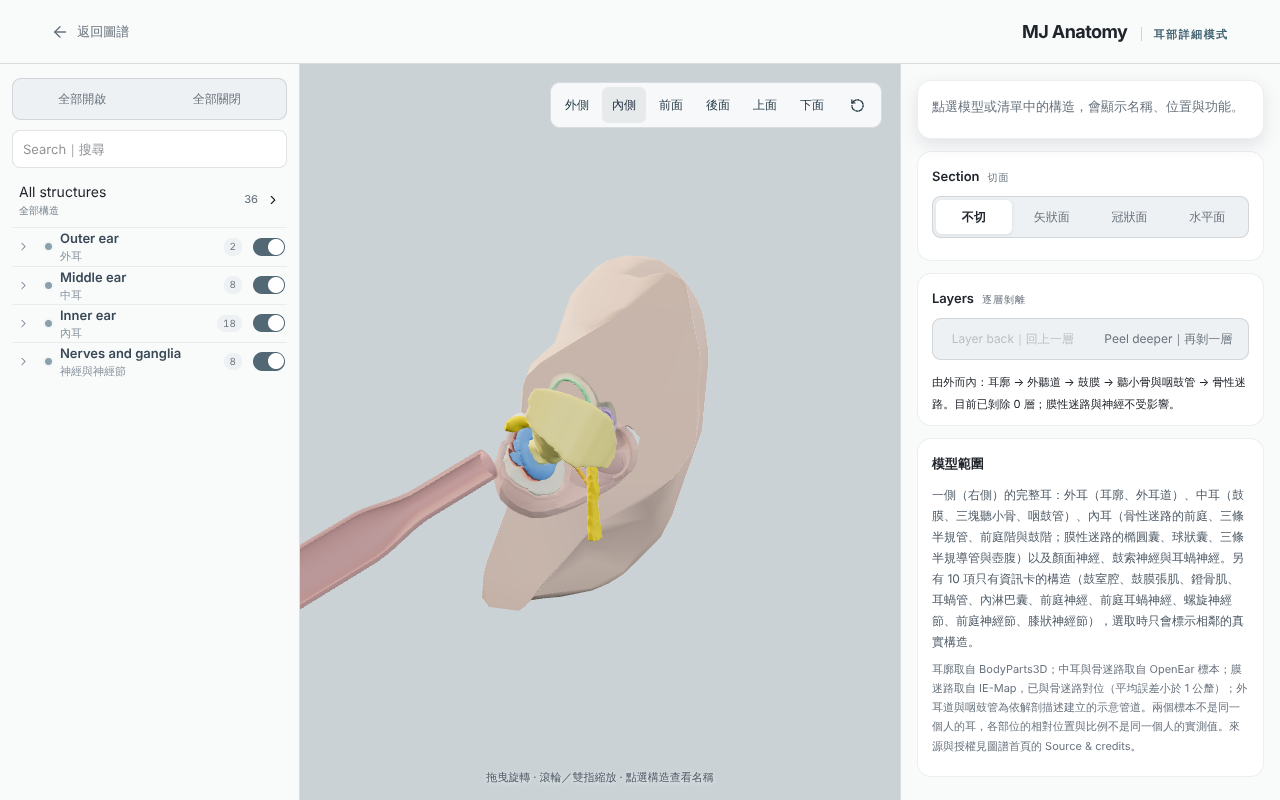 返回圖譜
MJ Anatomy
耳部詳細模式
全部開啟
全部關閉
Search｜搜尋
All structures
全部構造
36
Outer ear
外耳
2
Middle ear
中耳
8
Inner ear
內耳
18
Nerves and ganglia
神經與神經節
8
外側
內側
前面
後面
上面
下面
拖曳旋轉 · 滾輪／雙指縮放 · 點選構造查看名稱
點選模型或清單中的構造，會顯示名稱、位置與功能。
Section 切面
不切
矢狀面
冠狀面
水平面
Layers 逐層剝離
Layer back｜回上一層
Peel deeper｜再剝一層
由外而內：耳廓 → 外聽道 → 鼓膜 → 聽小骨與咽鼓管 → 骨性迷
路。目前已剝除 0 層；膜性迷路與神經不受影響。
模型範圍
一側（右側）的完整耳：外耳（耳廓、外耳道）、中耳（鼓
膜、三塊聽小骨、咽鼓管）、內耳（骨性迷路的前庭、三條
半規管、前庭階與鼓階；膜性迷路的橢圓囊、球狀囊、三條
半規導管與壺腹）以及顏面神經、鼓索神經與耳蝸神經。另
有 10 項只有資訊卡的構造（鼓室腔、鼓膜張肌、鐙骨肌、
耳蝸管、內淋巴囊、前庭神經、前庭耳蝸神經、螺旋神經
節、前庭神經節、膝狀神經節），選取時只會標示相鄰的真
實構造。
耳廓取自 BodyParts3D；中耳與骨迷路取自 OpenEar 標本；膜
迷路取自 IE-Map，已與骨迷路對位（平均誤差小於 1 公釐）；外
耳道與咽鼓管為依解剖描述建立的示意管道。兩個標本不是同一
個人的耳，各部位的相對位置與比例不是同一個人的實測值。來
源與授權見圖譜首頁的 Source & credits。